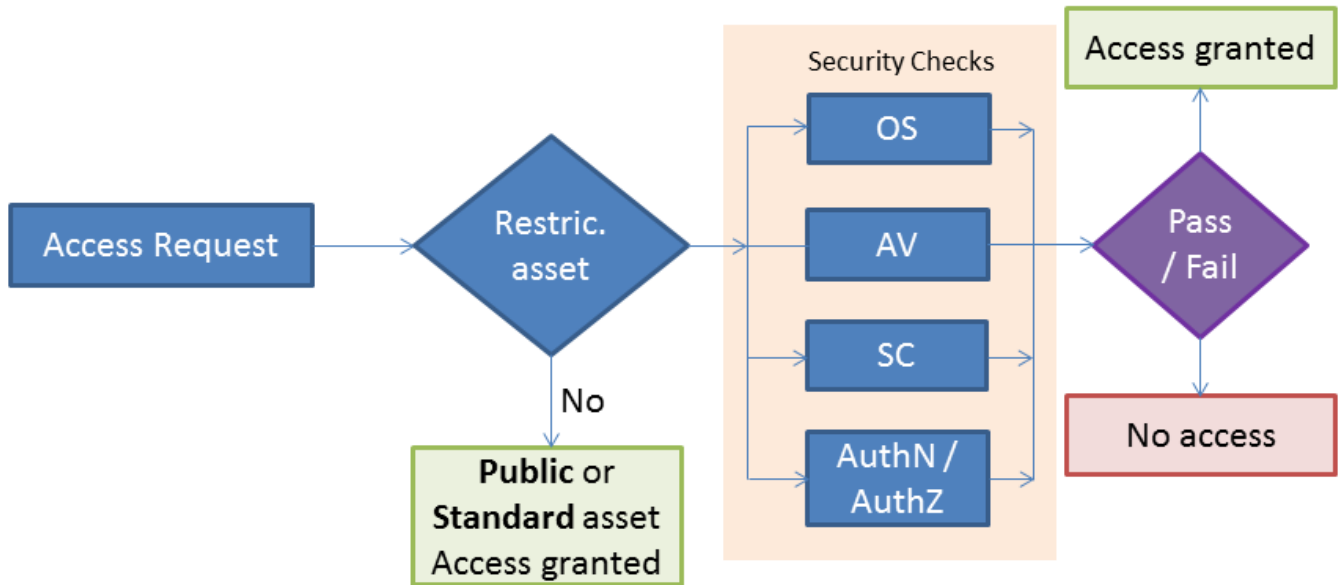 Access Request
Restric.
asset
No
Public or
Standard asset
Access granted
Security Checks
OS
AV
SC
AuthN /
AuthZ
Pass
/ Fail
Access granted
No access